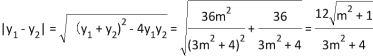 |y₁ - y₂| = √((y₁ + y₂)² - 4y₁y₂) = √(36m²/(3m² + 4)² + 36/(3m² + 4)) = 12√(m² + 1)/(3m² + 4)